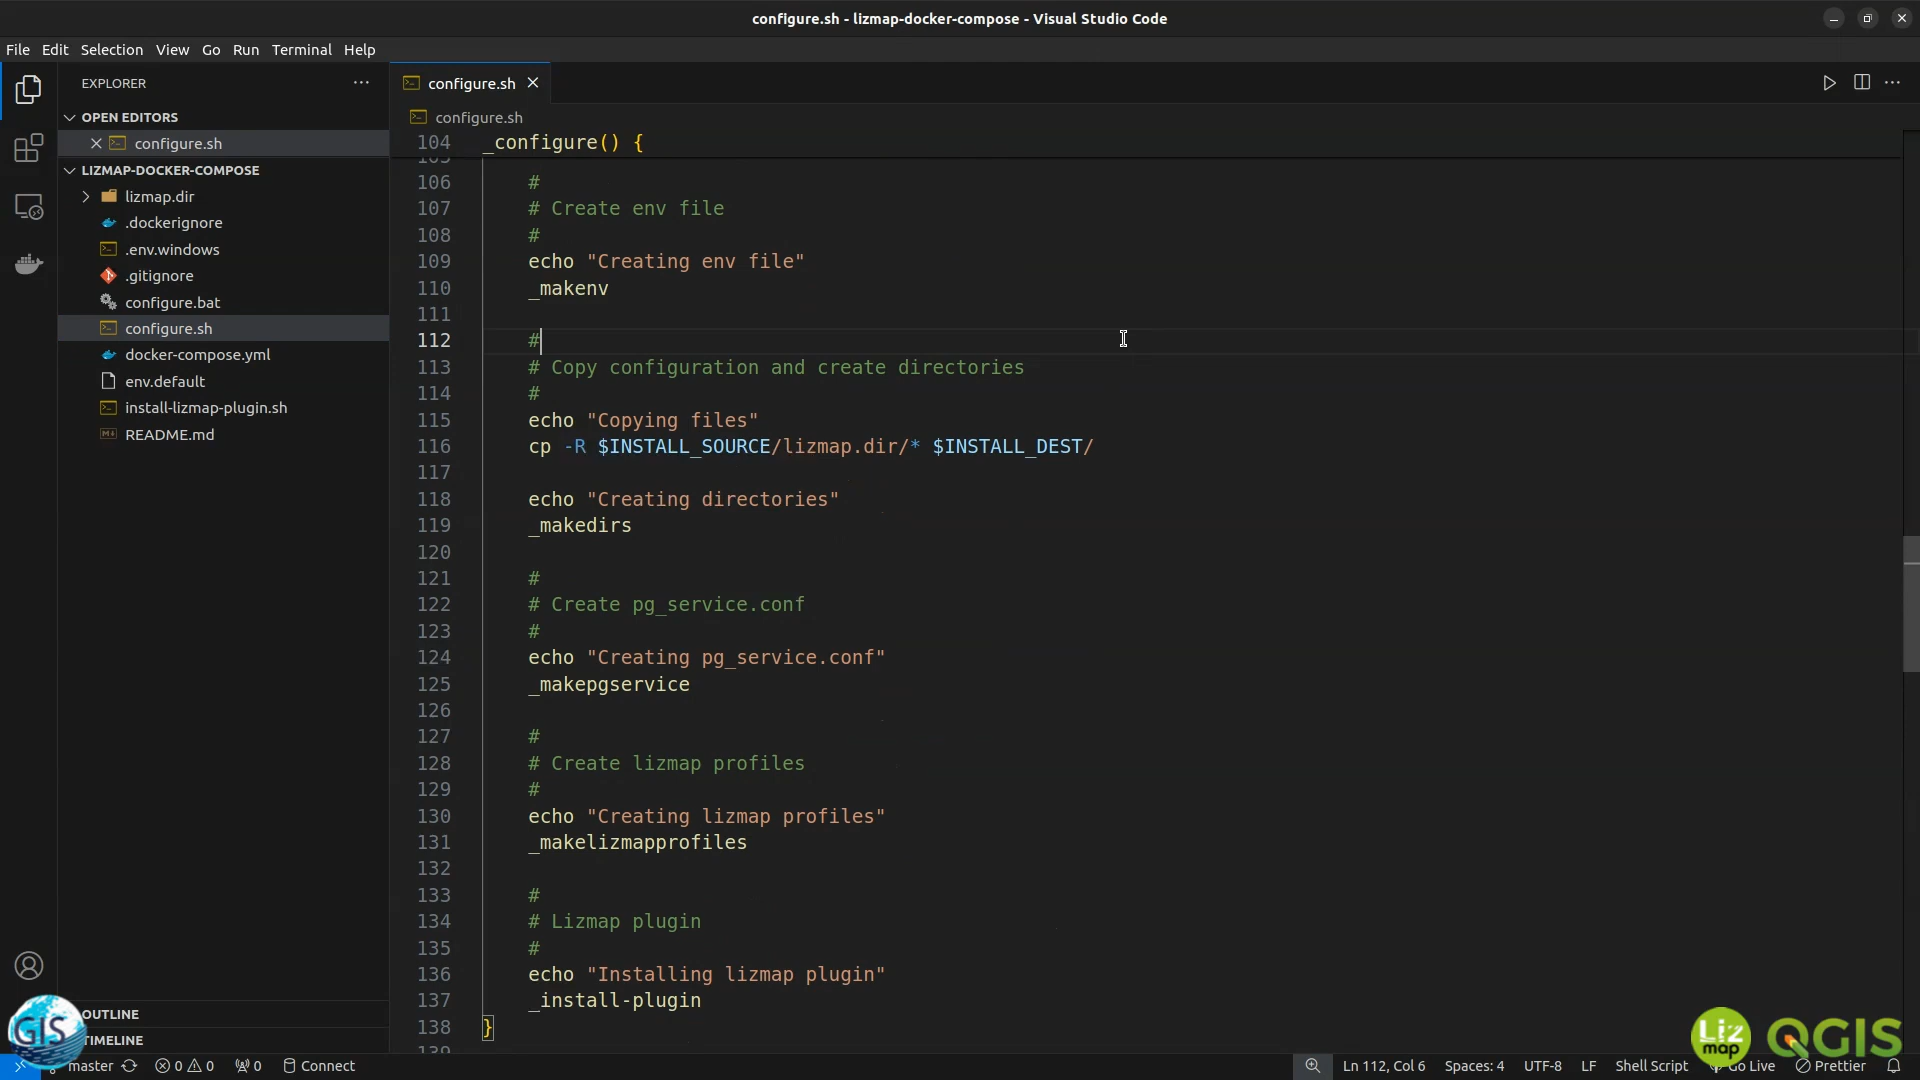 configure.sh - lizmap-docker-compose - Visual Studio Code
File Edit Selection View Go Run Terminal Help
EXPLORER
OPEN EDITORS
configure.sh
LIZMAP-DOCKER-COMPOSE
lizmap.dir
.dockerignore
.env.windows
.gitignore
configure.bat
configure.sh
docker-compose.yml
env.default
install-lizmap-plugin.sh
README.md
OUTLINE
TIMELINE
configure.sh
configure.sh
104 _configure() {
105
106 #
107 # Create env file
108 #
109 echo "Creating env file"
110 _makenv
111
112 #
113 # Copy configuration and create directories
114 #
115 echo "Copying files"
116 cp -R $INSTALL_SOURCE/lizmap.dir/* $INSTALL_DEST/
117
118 echo "Creating directories"
119 _makedirs
120
121 #
122 # Create pg_service.conf
123 #
124 echo "Creating pg_service.conf"
125 _makepgservice
126
127 #
128 # Create lizmap profiles
129 #
130 echo "Creating lizmap profiles"
131 _makelizmapprofiles
132
133 #
134 # Lizmap plugin
135 #
136 echo "Installing lizmap plugin"
137 _install-plugin
138 }
139
GIS
Liz map QGIS
master 0 0 0 Connect Ln 112, Col 6 Spaces: 4 UTF-8 LF Shell Script Go Live Prettier